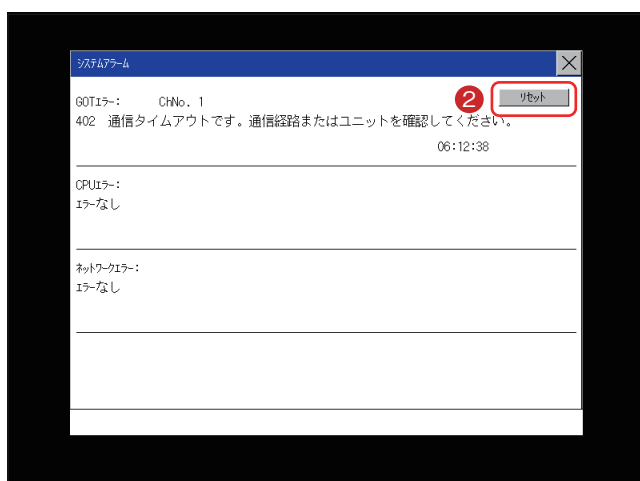 ｼｽﾃﾑｱﾗｰﾑ
GOTｴﾗｰ: ChNo. 1
2 ﾘｾｯﾄ
402 通信タイムアウトです。通信経路またはユニットを確認してください。
06:12:38
CPUｴﾗｰ:
ｴﾗｰなし
ﾈｯﾄﾜｰｸｴﾗｰ:
ｴﾗｰなし